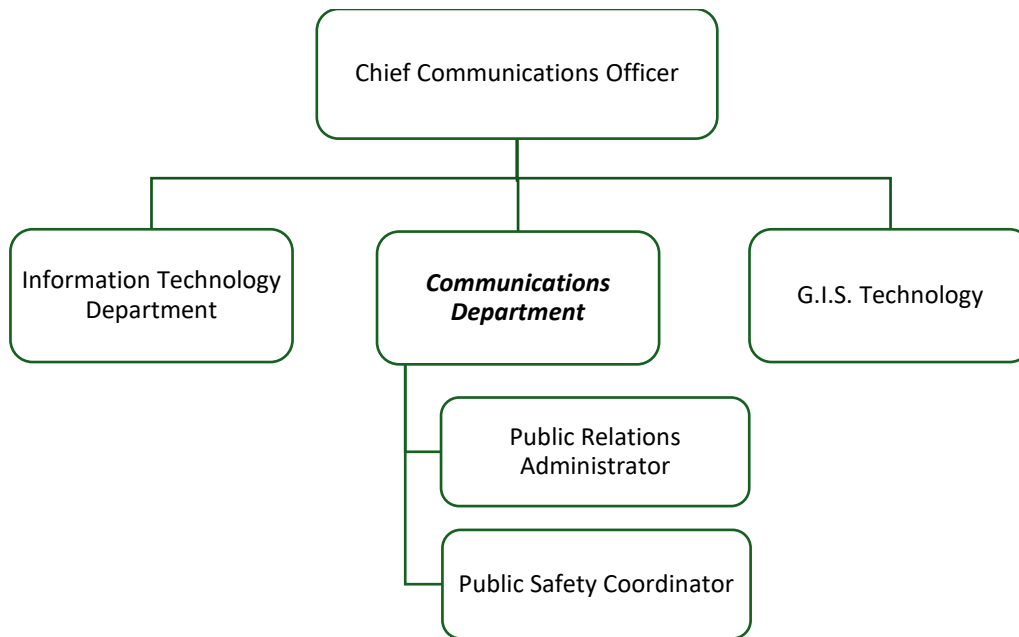 Chief Communications Officer
Information Technology
Department
Communications
Department
G.I.S. Technology
Public Relations
Administrator
Public Safety Coordinator